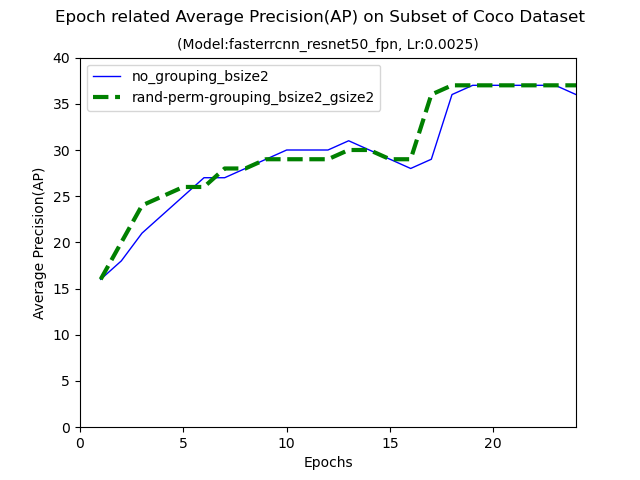 Epoch related Average Precision(AP) on Subset of Coco Dataset
(Model:fasterrcnn_resnet50_fpn, Lr:0.0025)
no_grouping_bsize2
rand-perm-grouping_bsize2_gsize2
Average Precision(AP)
40
35
30
25
20
15
10
5
0
0 5 10 15 20
Epochs